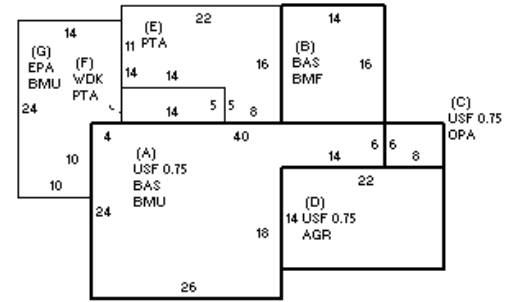 22
14
14
(E)
PTA
(G)
EPA
BMU
(F)
WDK
PTA
11
(B)
BAS
BMF
14
14
16
16
24
14
5
5
8
(C)
USF 0.75
OPA
4
40
6
6
14
8
(A)
USF 0.75
BAS
BMU
10
10
22
24
(D)
14 USF 0.75
AGR
18
26